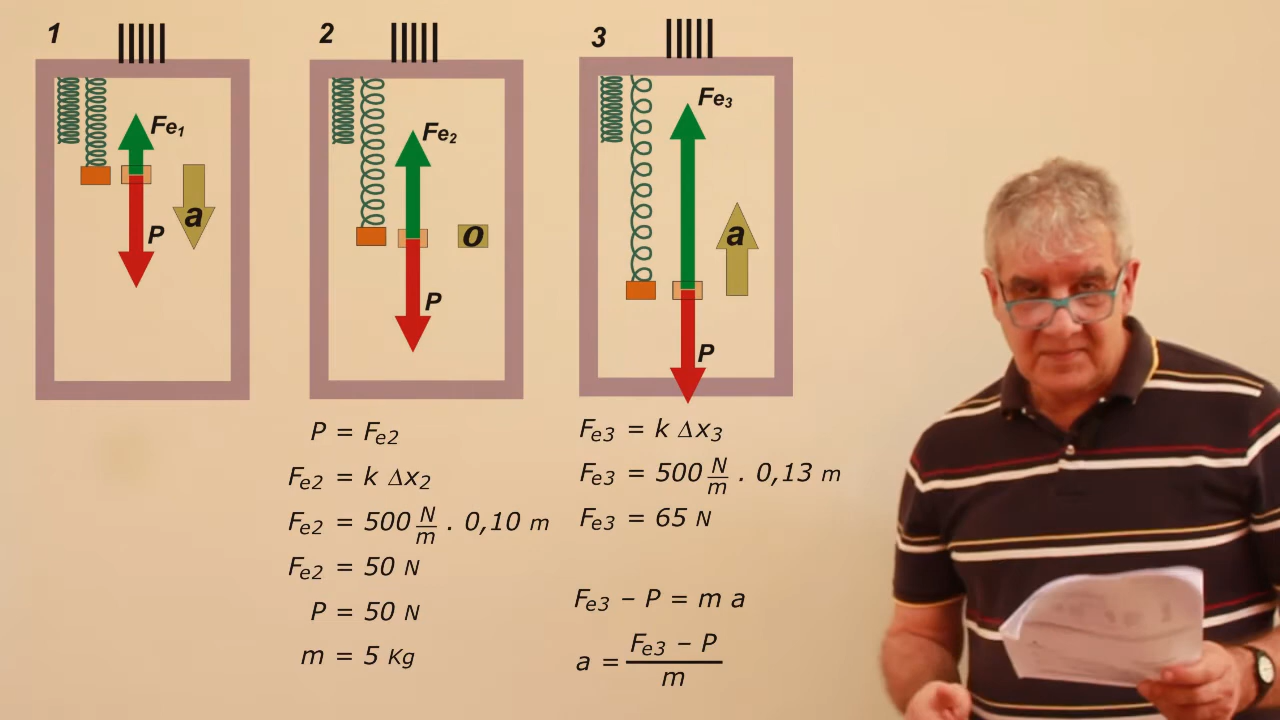 1
Fe₁
P
a
2
Fe₂
P
o
3
Fe₃
P
a
P = Fe2
Fe2 = k Δx2
Fe2 = 500 N/m . 0,10 m
Fe2 = 50 N
P = 50 N
m = 5 Kg
Fe3 = k Δx3
Fe3 = 500 N/m . 0,13 m
Fe3 = 65 N
Fe3 – P = m a
a = Fe3 – P / m